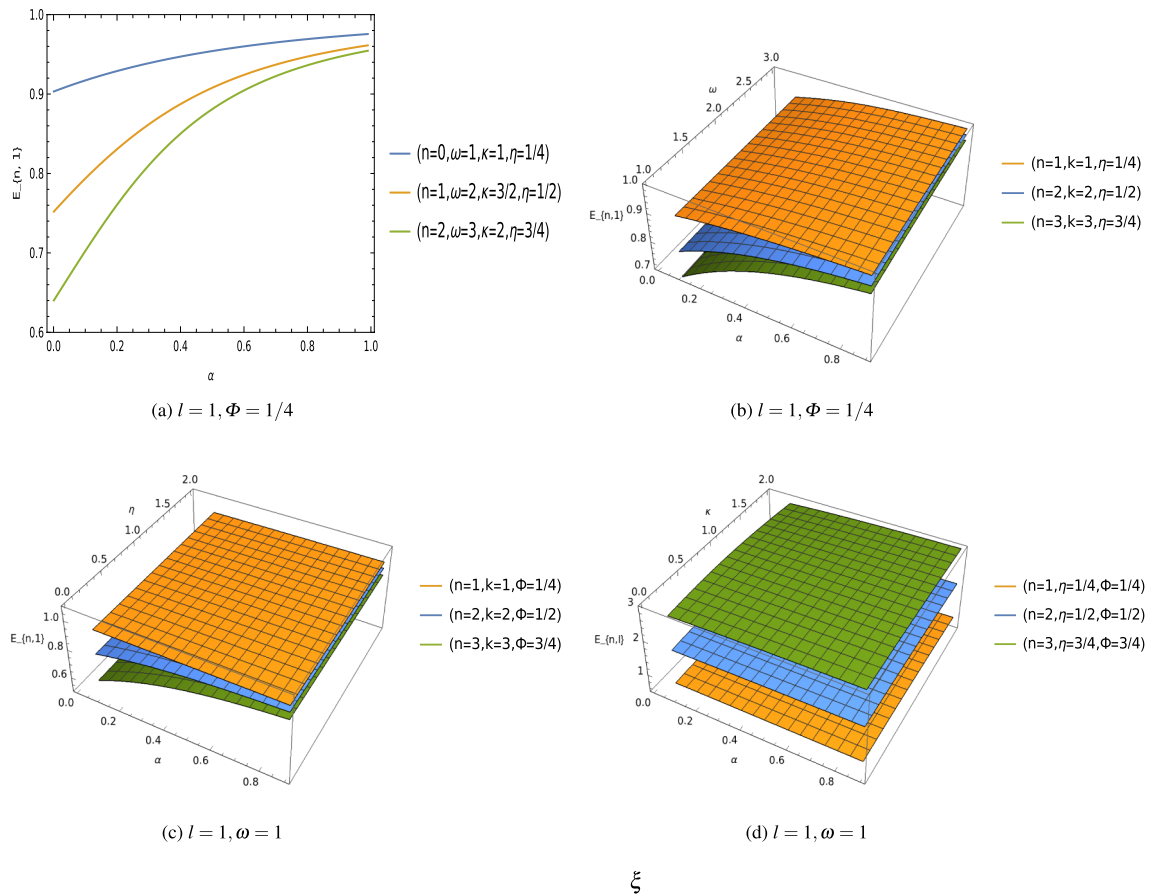 1.0
0.9
0.8
0.7
0.6
E_{n, 1}
0.0 0.2 0.4 0.6 0.8 1.0
α
(n=0,ω=1,κ=1,η=1/4)
(n=1,ω=2,κ=3/2,η=1/2)
(n=2,ω=3,κ=2,η=3/4)
(a) l = 1, Φ = 1/4
3.0
2.5
ω
2.0
1.5
1.0
1.0
0.9
E_{n,1}
0.8
0.7
0.0
0.2
0.4
α
0.6
0.8
(n=1,k=1,η=1/4)
(n=2,k=2,η=1/2)
(n=3,k=3,η=3/4)
(b) l = 1, Φ = 1/4
2.0
1.5
η
1.0
0.5
0.0
1.0
E_{n,1}
0.8
0.6
0.0
0.2
0.4
α
0.6
0.8
(n=1,k=1,Φ=1/4)
(n=2,k=2,Φ=1/2)
(n=3,k=3,Φ=3/4)
(c) l = 1, ω = 1
2.0
1.5
κ
1.0
0.5
0.0
3
E_{n,l}
2
1
0.0
0.2
0.4
α
0.6
0.8
(n=1,η=1/4,Φ=1/4)
(n=2,η=1/2,Φ=1/2)
(n=3,η=3/4,Φ=3/4)
(d) l = 1, ω = 1
ξ